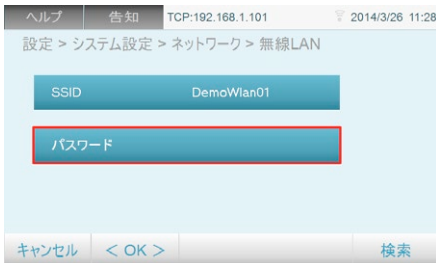 ヘルプ 告知 TCP:192.168.1.101 2014/3/26 11:28
設定 > システム設定 > ネットワーク > 無線LAN
SSID DemoWlan01
パスワード
キャンセル < OK > 検索